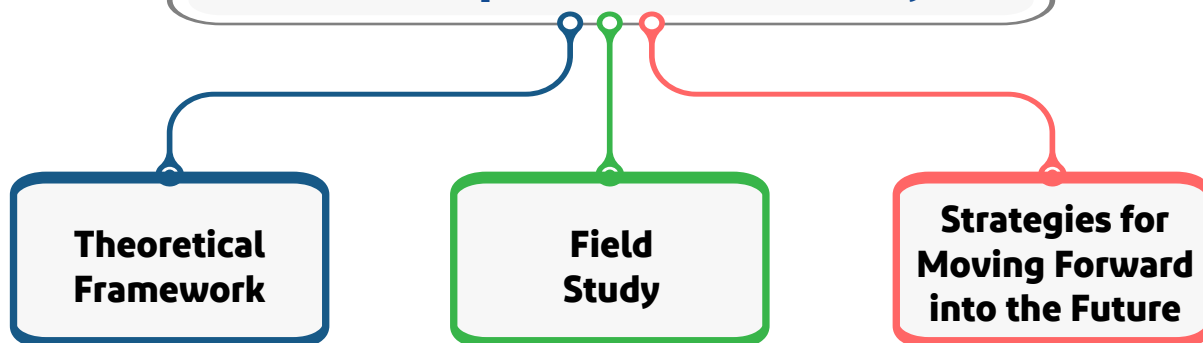 Theoretical
Framework
Field
Study
Strategies for
Moving Forward
into the Future